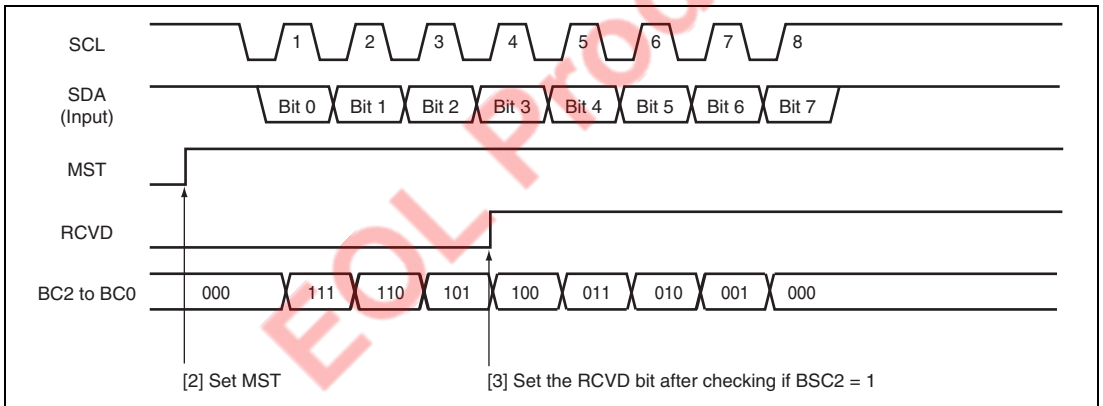 SCL 1 2 3 4 5 6 7 8
SDA
(Input)
Bit 0 Bit 1 Bit 2 Bit 3 Bit 4 Bit 5 Bit 6 Bit 7
MST
RCVD
BC2 to BC0 000 111 110 101 100 011 010 001 000
[2] Set MST [3] Set the RCVD bit after checking if BSC2 = 1
EOL Prod